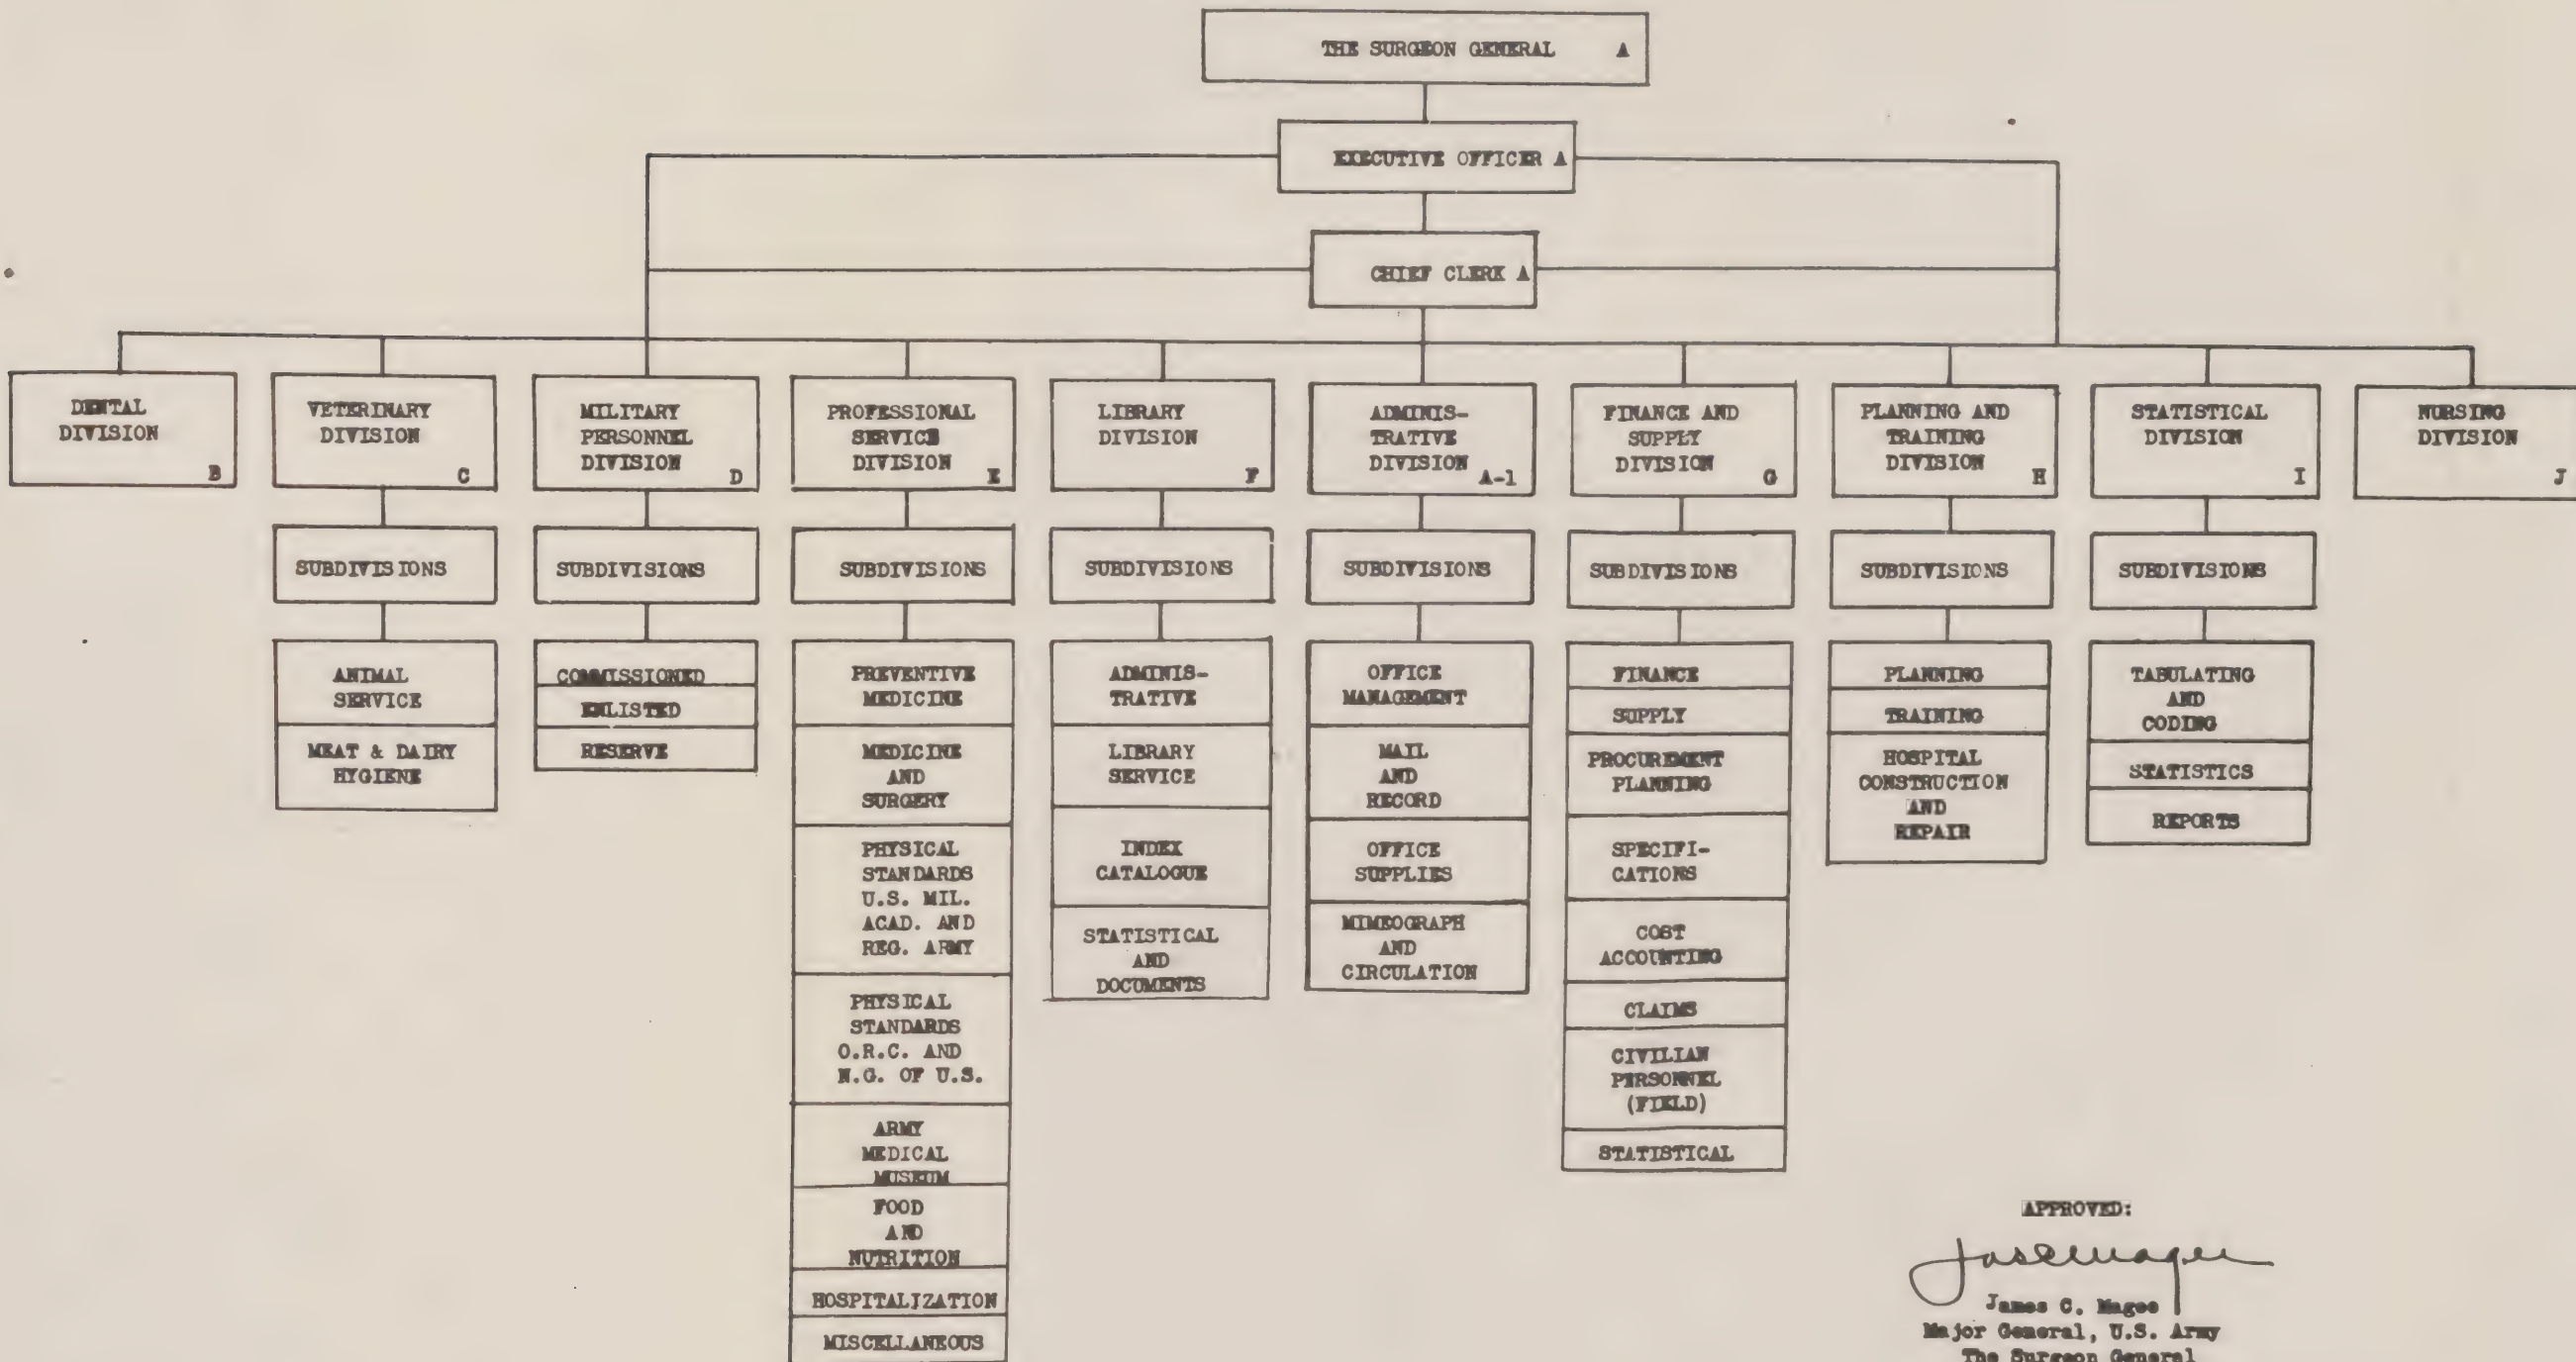 THE SURGEON GENERAL A
EXECUTIVE OFFICER A
CHIEF CLERK A
DENTAL
DIVISION
B
VETERINARY
DIVISION
C
MILITARY
PERSONNEL
DIVISION
D
PROFESSIONAL
SERVICE
DIVISION
E
LIBRARY
DIVISION
F
ADMINIS-
TRATIVE
DIVISION
A-1
FINANCE AND
SUPPLY
DIVISION
G
PLANNING AND
TRAINING
DIVISION
H
STATISTICAL
DIVISION
I
NURSING
DIVISION
J
SUBDIVISIONS
SUBDIVISIONS
SUBDIVISIONS
SUBDIVISIONS
SUBDIVISIONS
SUBDIVISIONS
SUBDIVISIONS
SUBDIVISIONS
ANIMAL
SERVICE
MEAT & DAIRY
HYGIENE
COMMISSIONED
ENLISTED
RESERVE
PREVENTIVE
MEDICINE
MEDICINE
AND
SURGERY
PHYSICAL
STANDARDS
U.S. MIL.
ACAD. AND
REG. ARMY
PHYSICAL
STANDARDS
O.R.C. AND
N.G. OF U.S.
ARMY
MEDICAL
MUSEUM
FOOD
AND
NUTRITION
HOSPITALIZATION
MISCELLANEOUS
ADMINIS-
TRATIVE
LIBRARY
SERVICE
INDEX
CATALOGUE
STATISTICAL
AND
DOCUMENTS
OFFICE
MANAGEMENT
MAIL
AND
RECORD
OFFICE
SUPPLIES
MIMEOGRAPH
AND
CIRCULATION
FINANCE
SUPPLY
PROCUREMENT
PLANNING
SPECIFI-
CATIONS
COST
ACCOUNTING
CLAIMS
CIVILIAN
PERSONNEL
(FIELD)
STATISTICAL
PLANNING
TRAINING
HOSPITAL
CONSTRUCTION
AND
REPAIR
TABULATING
AND
CODING
STATISTICS
REPORTS
APPROVED:
Jas C Magee
James C. Magee
Major General, U.S. Army
The Surgeon General